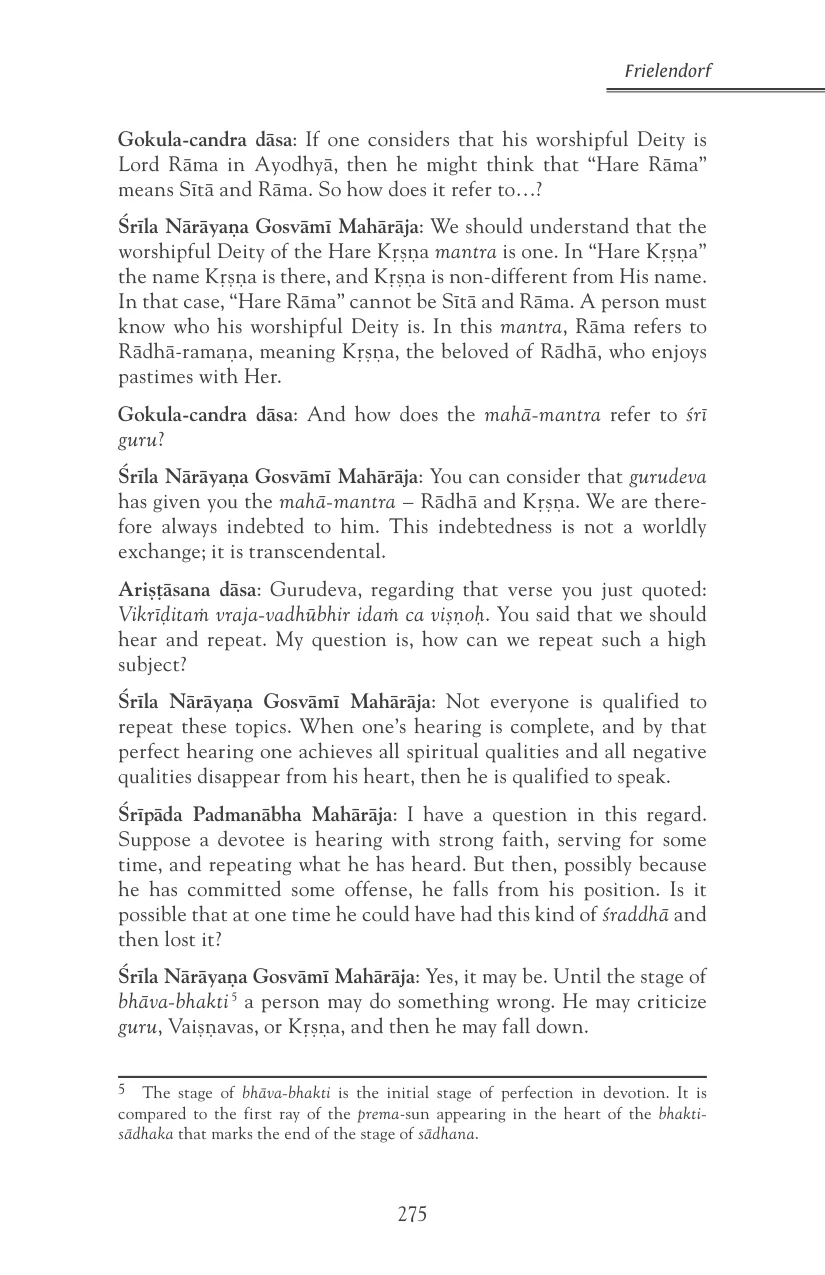 Frielendorf
Gokula-candra dāsa: If one considers that his worshipful Deity is
Lord Rāma in Ayodhyā, then he might think that “Hare Rāma”
means Sītā and Rāma. So how does it refer to…?
Śrīla Nārāyaṇa Gosvāmī Mahārāja: We should understand that the
worshipful Deity of the Hare Kṛṣṇa mantra is one. In “Hare Kṛṣṇa”
the name Kṛṣṇa is there, and Kṛṣṇa is non-different from His name.
In that case, “Hare Rāma” cannot be Sītā and Rāma. A person must
know who his worshipful Deity is. In this mantra, Rāma refers to
Rādhā-ramaṇa, meaning Kṛṣṇa, the beloved of Rādhā, who enjoys
pastimes with Her.
Gokula-candra dāsa: And how does the mahā-mantra refer to śrī
guru?
Śrīla Nārāyaṇa Gosvāmī Mahārāja: You can consider that gurudeva
has given you the mahā-mantra – Rādhā and Kṛṣṇa. We are there-
fore always indebted to him. This indebtedness is not a worldly
exchange; it is transcendental.
Ariṣṭāsana dāsa: Gurudeva, regarding that verse you just quoted:
Vikrīḍitaṁ vraja-vadhūbhir idaṁ ca viṣṇoḥ. You said that we should
hear and repeat. My question is, how can we repeat such a high
subject?
Śrīla Nārāyaṇa Gosvāmī Mahārāja: Not everyone is qualified to
repeat these topics. When one’s hearing is complete, and by that
perfect hearing one achieves all spiritual qualities and all negative
qualities disappear from his heart, then he is qualified to speak.
Śrīpāda Padmanābha Mahārāja: I have a question in this regard.
Suppose a devotee is hearing with strong faith, serving for some
time, and repeating what he has heard. But then, possibly because
he has committed some offense, he falls from his position. Is it
possible that at one time he could have had this kind of śraddhā and
then lost it?
Śrīla Nārāyaṇa Gosvāmī Mahārāja: Yes, it may be. Until the stage of
bhāva-bhakti 5 a person may do something wrong. He may criticize
guru, Vaiṣṇavas, or Kṛṣṇa, and then he may fall down.
5 The stage of bhāva-bhakti is the initial stage of perfection in devotion. It is
compared to the first ray of the prema-sun appearing in the heart of the bhakti-
sādhaka that marks the end of the stage of sādhana.
275